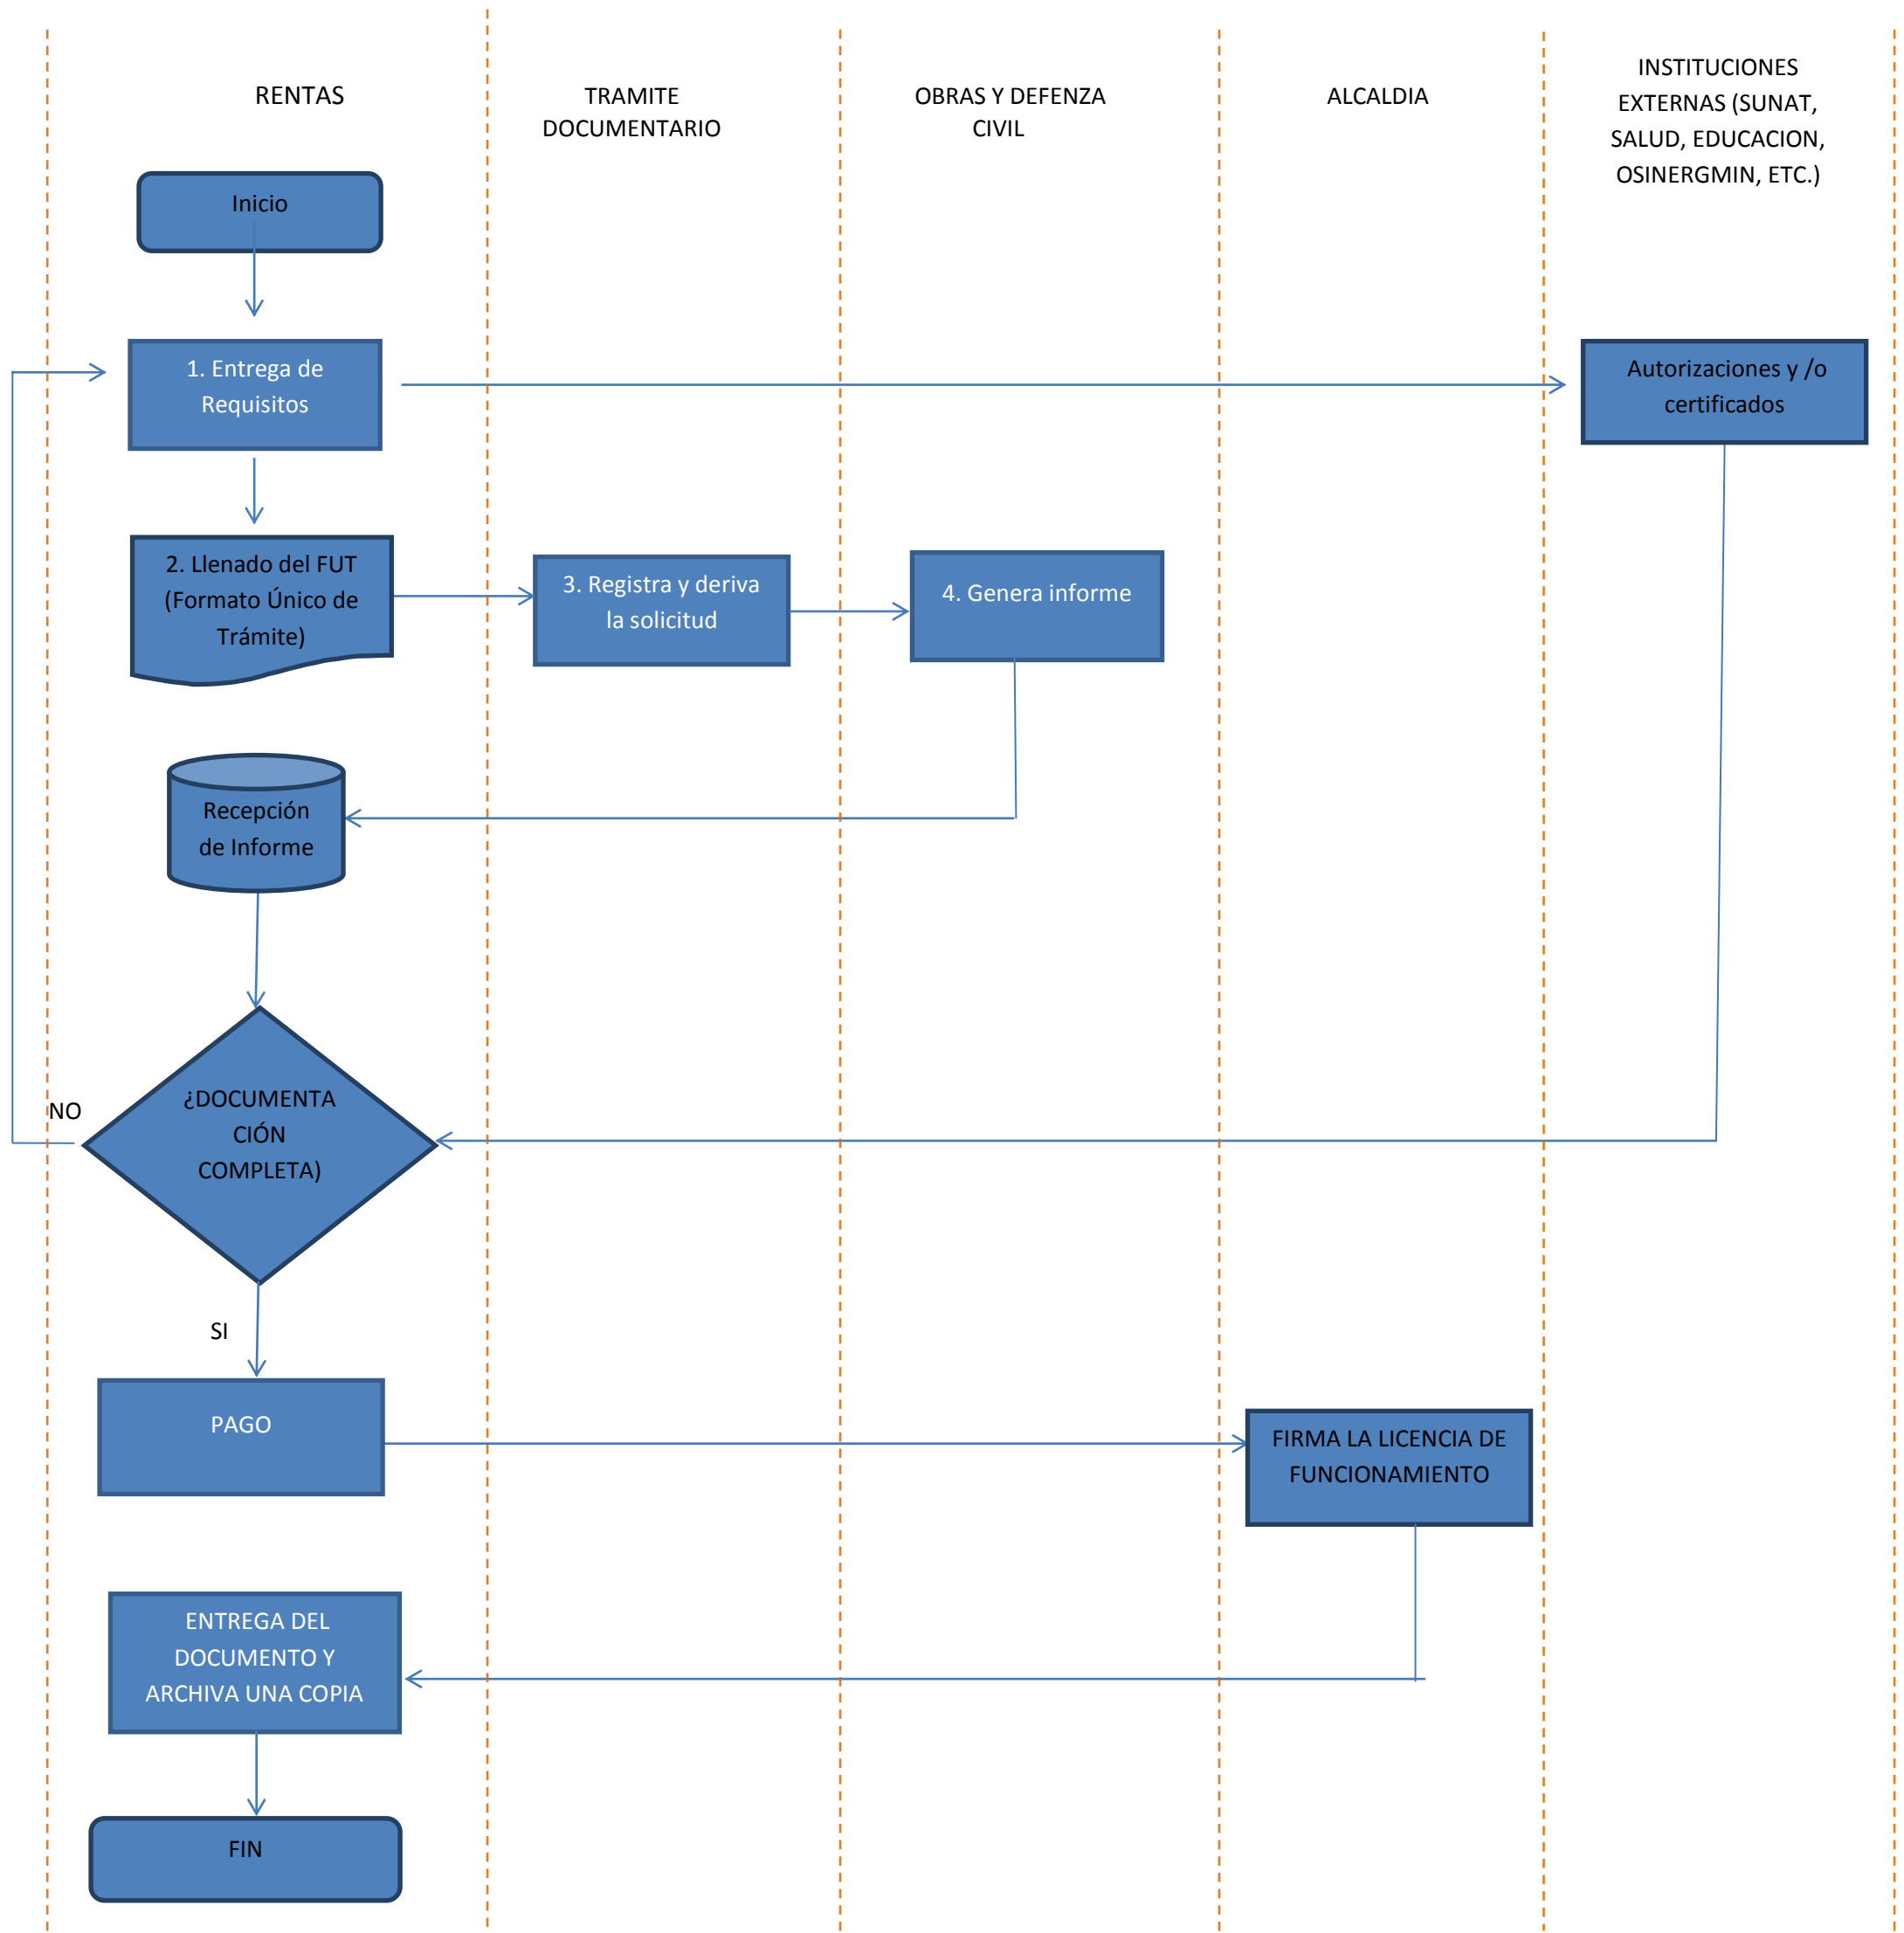 RENTAS
TRAMITE
DOCUMENTARIO
OBRAS Y DEFENZA
CIVIL
ALCALDIA
INSTITUCIONES
EXTERNAS (SUNAT,
SALUD, EDUCACION,
OSINERGMIN, ETC.)
Inicio
1. Entrega de
Requisitos
Autorizaciones y /o
certificados
2. Llenado del FUT
(Formato Único de
Trámite)
3. Registra y deriva
la solicitud
4. Genera informe
Recepción
de Informe
¿DOCUMENTA
CIÓN
COMPLETA)
NO
SI
PAGO
FIRMA LA LICENCIA DE
FUNCIONAMIENTO
ENTREGA DEL
DOCUMENTO Y
ARCHIVA UNA COPIA
FIN